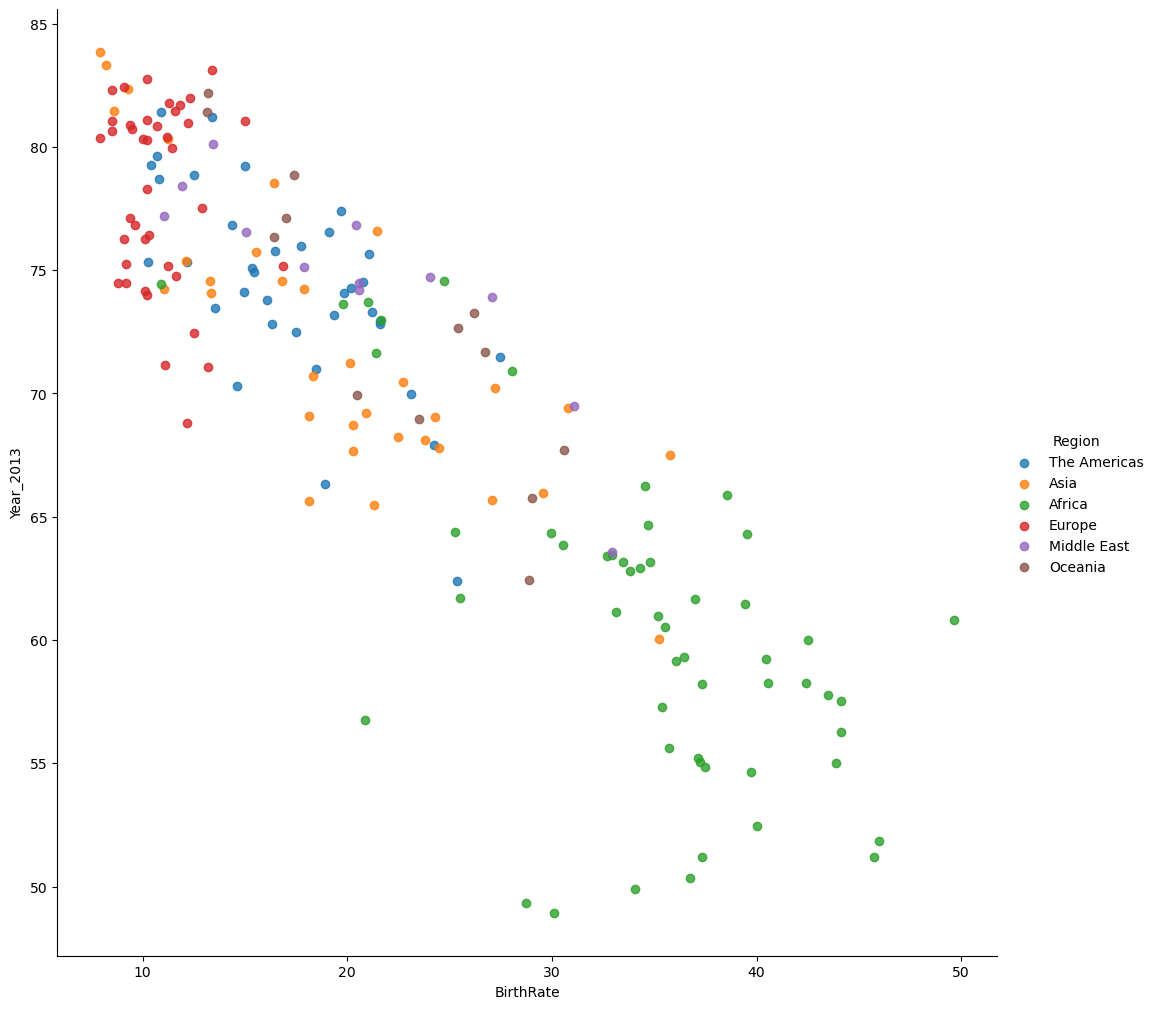 85
80
75
70
65
60
55
50
Year_2013
10 20 30 40 50
BirthRate
Region
The Americas
Asia
Africa
Europe
Middle East
Oceania